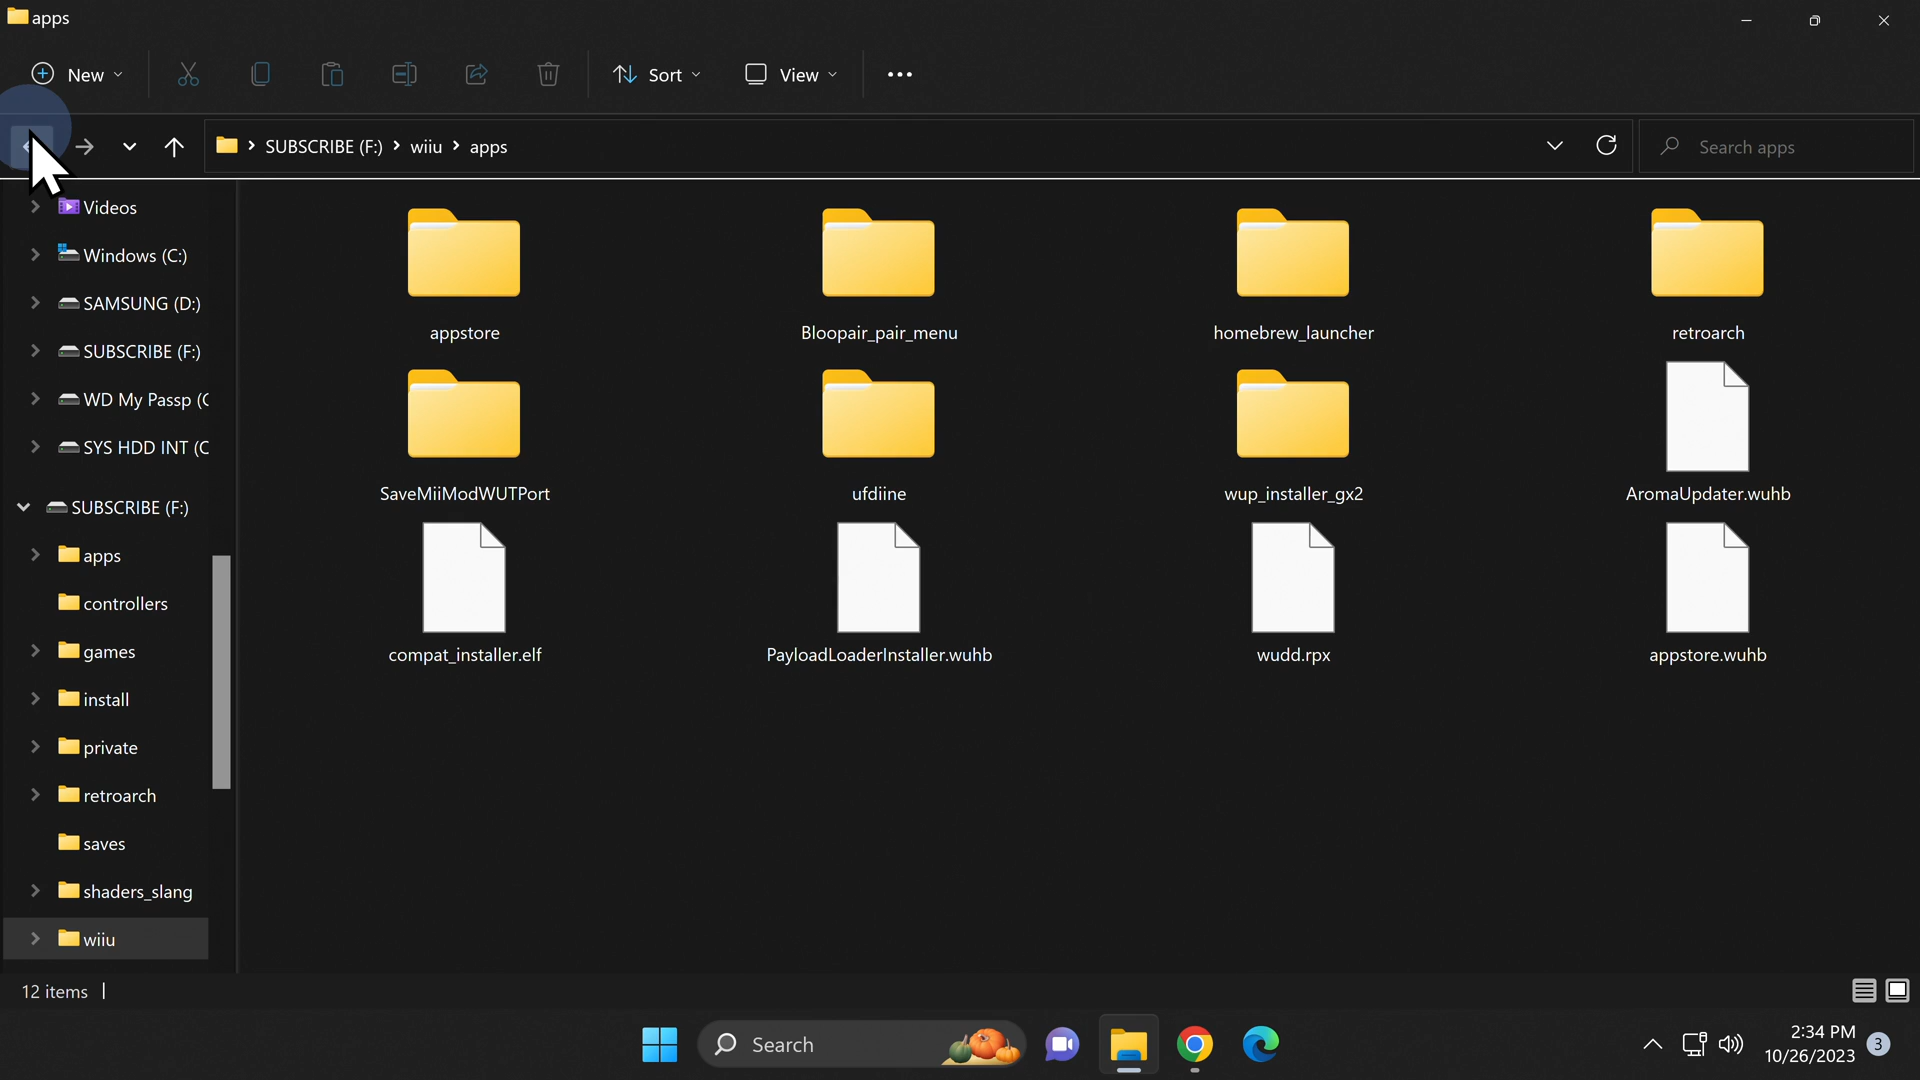 apps
New
Sort
View
SUBSCRIBE (F:)
wiiu
apps
Search apps
Videos
Windows (C:)
SAMSUNG (D:)
SUBSCRIBE (F:)
WD My Passp (
SYS HDD INT (
SUBSCRIBE (F:)
apps
controllers
games
install
private
retroarch
saves
shaders_slang
wiiu
appstore
Bloopair_pair_menu
homebrew_launcher
retroarch
SaveMiiModWUTPort
ufdiine
wup_installer_gx2
AromaUpdater.wuhb
compat_installer.elf
PayloadLoaderInstaller.wuhb
wudd.rpx
appstore.wuhb
12 items
Search
2:34 PM
10/26/2023
3